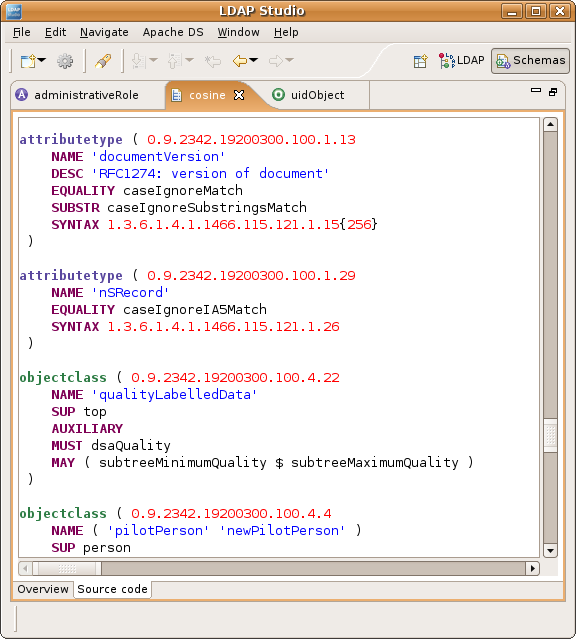 LDAP Studio
File Edit Navigate Apache DS Window Help
LDAP Schemas
administrativeRole cosine uidObject
attributetype ( 0.9.2342.19200300.100.1.13
NAME 'documentVersion'
DESC 'RFC1274: version of document'
EQUALITY caseIgnoreMatch
SUBSTR caseIgnoreSubstringsMatch
SYNTAX 1.3.6.1.4.1.1466.115.121.1.15{256}
)
attributetype ( 0.9.2342.19200300.100.1.29
NAME 'nSRecord'
EQUALITY caseIgnoreIA5Match
SYNTAX 1.3.6.1.4.1.1466.115.121.1.26
)
objectclass ( 0.9.2342.19200300.100.4.22
NAME 'qualityLabelledData'
SUP top
AUXILIARY
MUST dsaQuality
MAY ( subtreeMinimumQuality $ subtreeMaximumQuality )
)
objectclass ( 0.9.2342.19200300.100.4.4
NAME ( 'pilotPerson' 'newPilotPerson' )
SUP person
Overview Source code